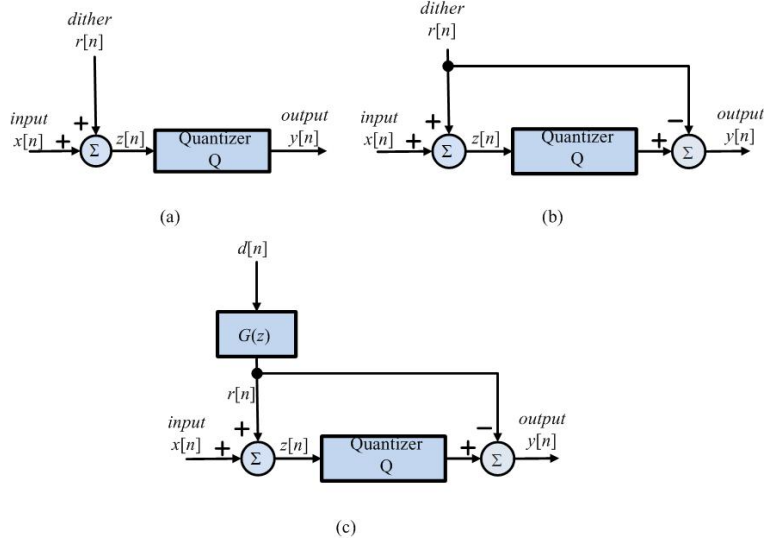 dither
r[n]
input
x[n]
+
+
Σ
z[n]
Quantizer
Q
output
y[n]
(a)
dither
r[n]
input
x[n]
+
+
Σ
z[n]
Quantizer
Q
+
−
Σ
output
y[n]
(b)
d[n]
G(z)
r[n]
input
x[n]
+
+
Σ
z[n]
Quantizer
Q
+
−
Σ
output
y[n]
(c)